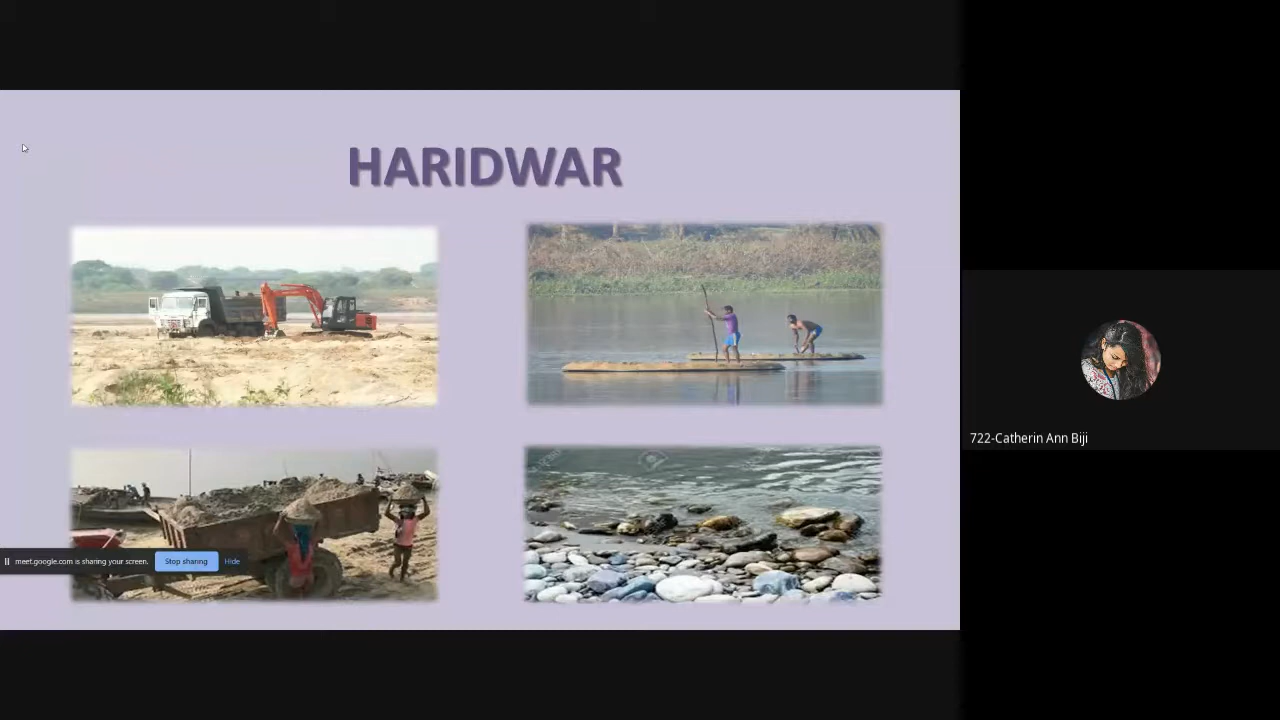 HARIDWAR
meet.google.com is sharing your screen.
Stop sharing
Hide
722-Catherin Ann Biji